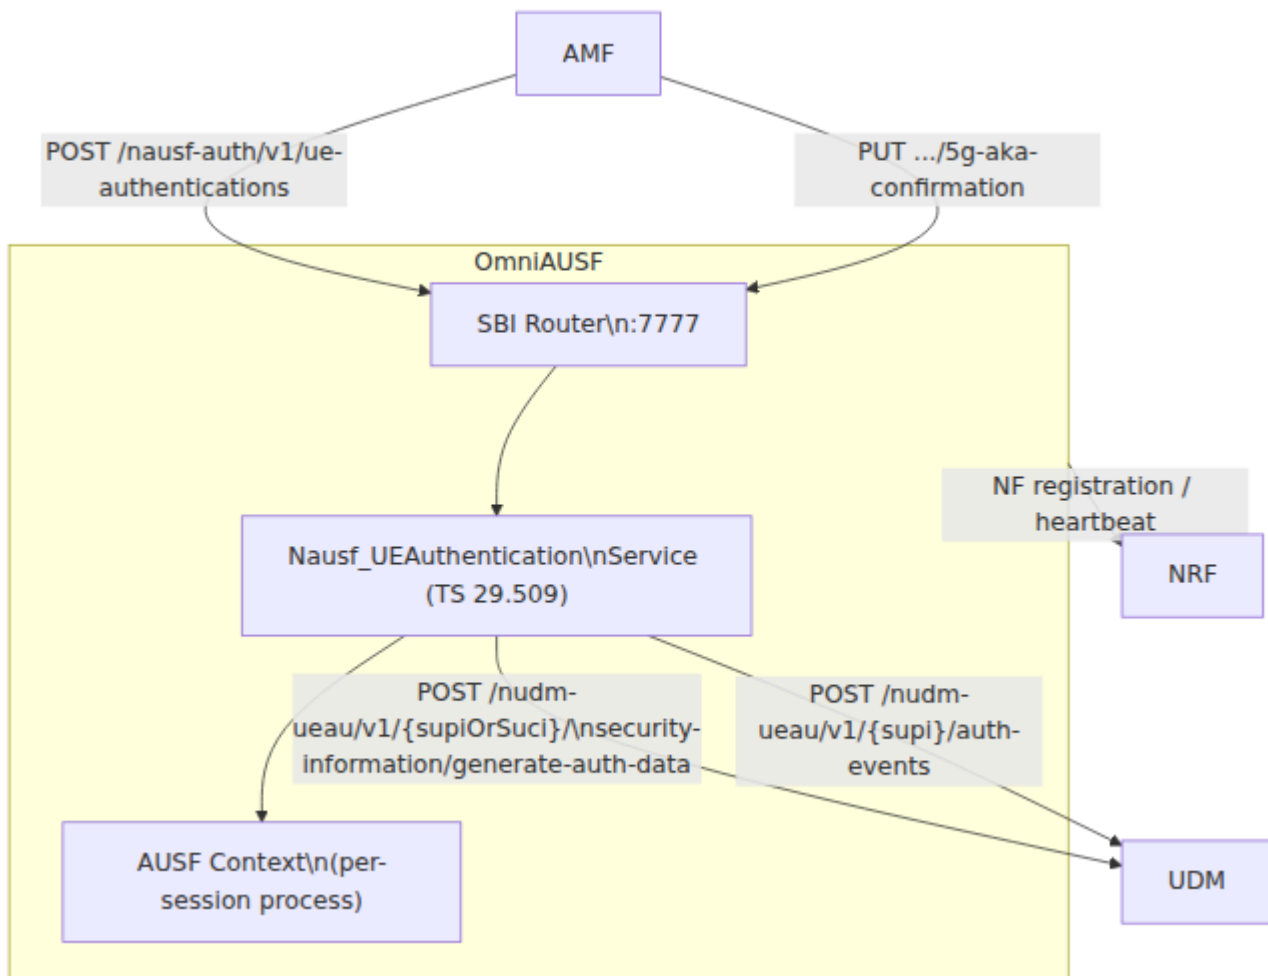 AMF
POST /nausf-auth/v1/ue-
authentications
PUT .../5g-aka-
confirmation
OmniAUSF
SBI Router\n:7777
NF registration /
heartbeat
Nausf_UEAuthentication\nService
(TS 29.509)
NRF
POST /nudm-
ueau/v1/{supiOrSuci}/\nsecurity-
information/generate-auth-data
POST /nudm-
ueau/v1/{supi}/auth-
events
AUSF Context\n(per-
session process)
UDM